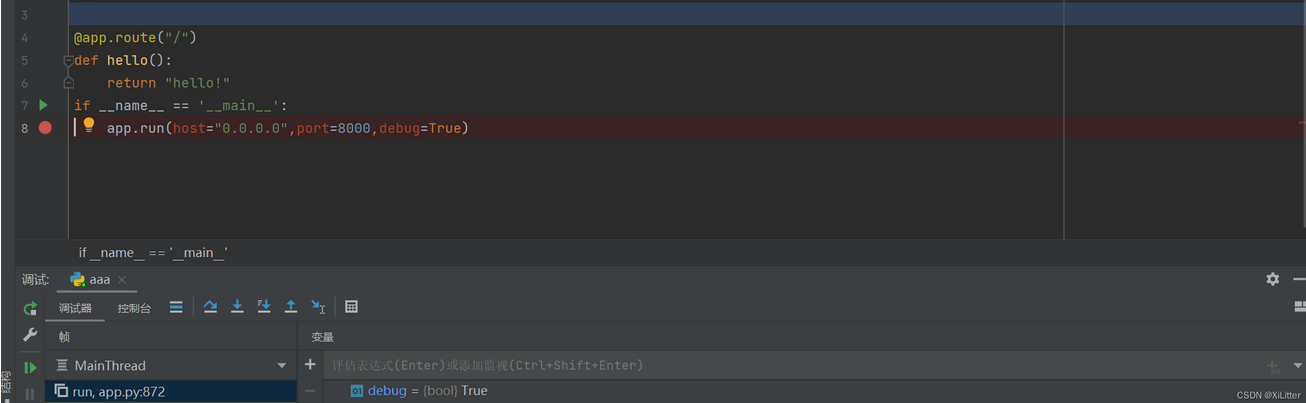 3
4 @app.route("/")
5 def hello():
6 return "hello!"
7 if __name__ == '__main__':
8 app.run(host="0.0.0.0",port=8000,debug=True)
if __name__ == '__main__'
调试: aaa
调试器 控制台
帧 变量
MainThread 评估表达式(Enter)或添加监视(Ctrl+Shift+Enter)
run, app.py:872 01 debug = {bool} True
结构
CSDN @XiLitter